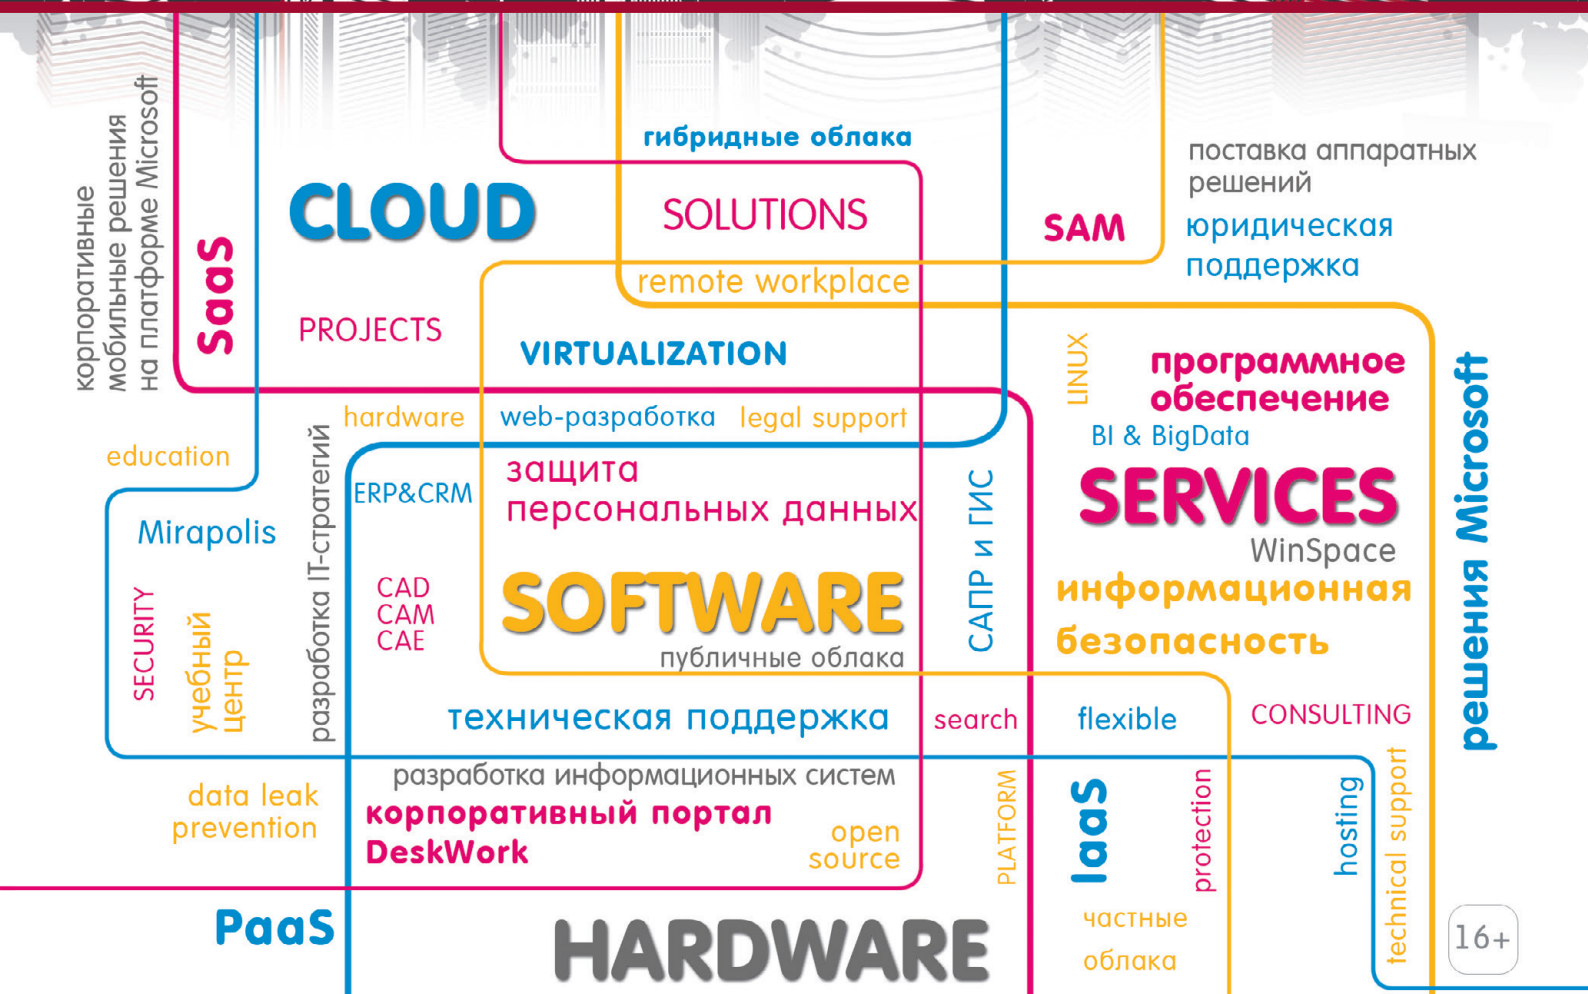 гибридные облака
поставка аппаратных
решений
CLOUD
SOLUTIONS
SAM
юридическая
поддержка
корпоративные
мобильные решения
на платформе Microsoft
SaaS
remote workplace
PROJECTS
VIRTUALIZATION
LINUX
программное
обеспечение
решения Microsoft
hardware
web-разработка
legal support
BI & BigData
education
разработка IT-стратегий
ERP&CRM
защита
персональных данных
САПР и ГИС
SERVICES
WinSpace
Mirapolis
CAD
CAM
CAE
SOFTWARE
информационная
безопасность
SECURITY
учебный
центр
публичные облака
техническая поддержка
search
flexible
CONSULTING
разработка информационных систем
data leak
prevention
корпоративный портал
DeskWork
open
source
PLATFORM
IaaS
protection
hosting
technical support
PaaS
HARDWARE
частные
облака
16+